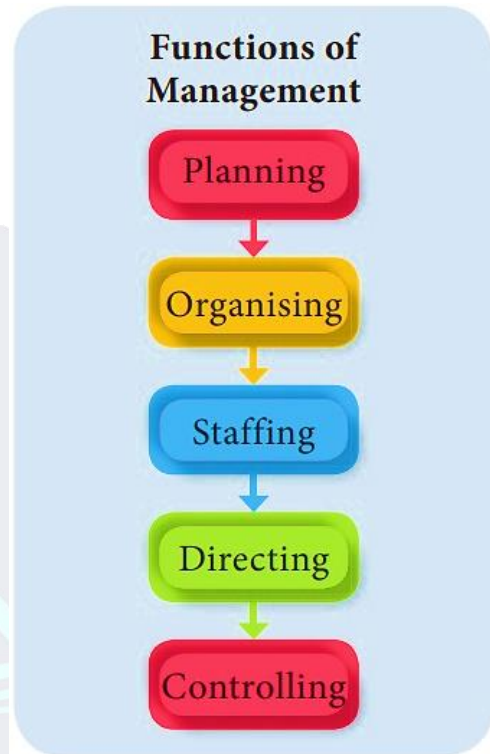 Functions of
Management
Planning
Organising
Staffing
Directing
Controlling